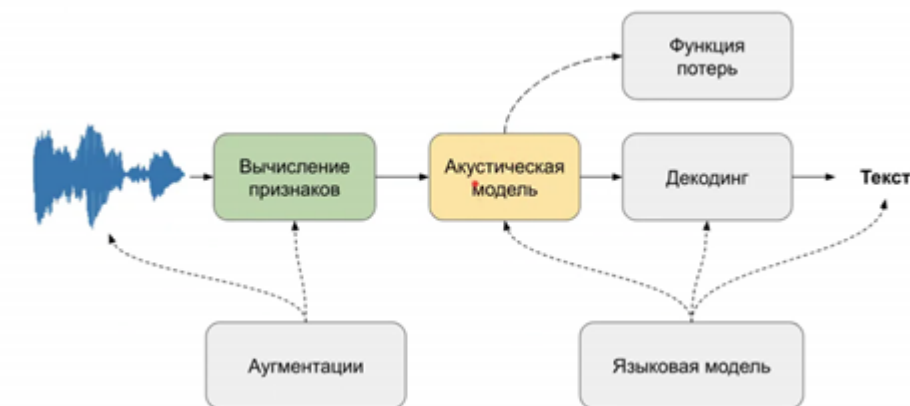 Функция
потерь
Вычисление
признаков
Акустическая
модель
Декодинг
Текст
Аугментации
Языковая модель